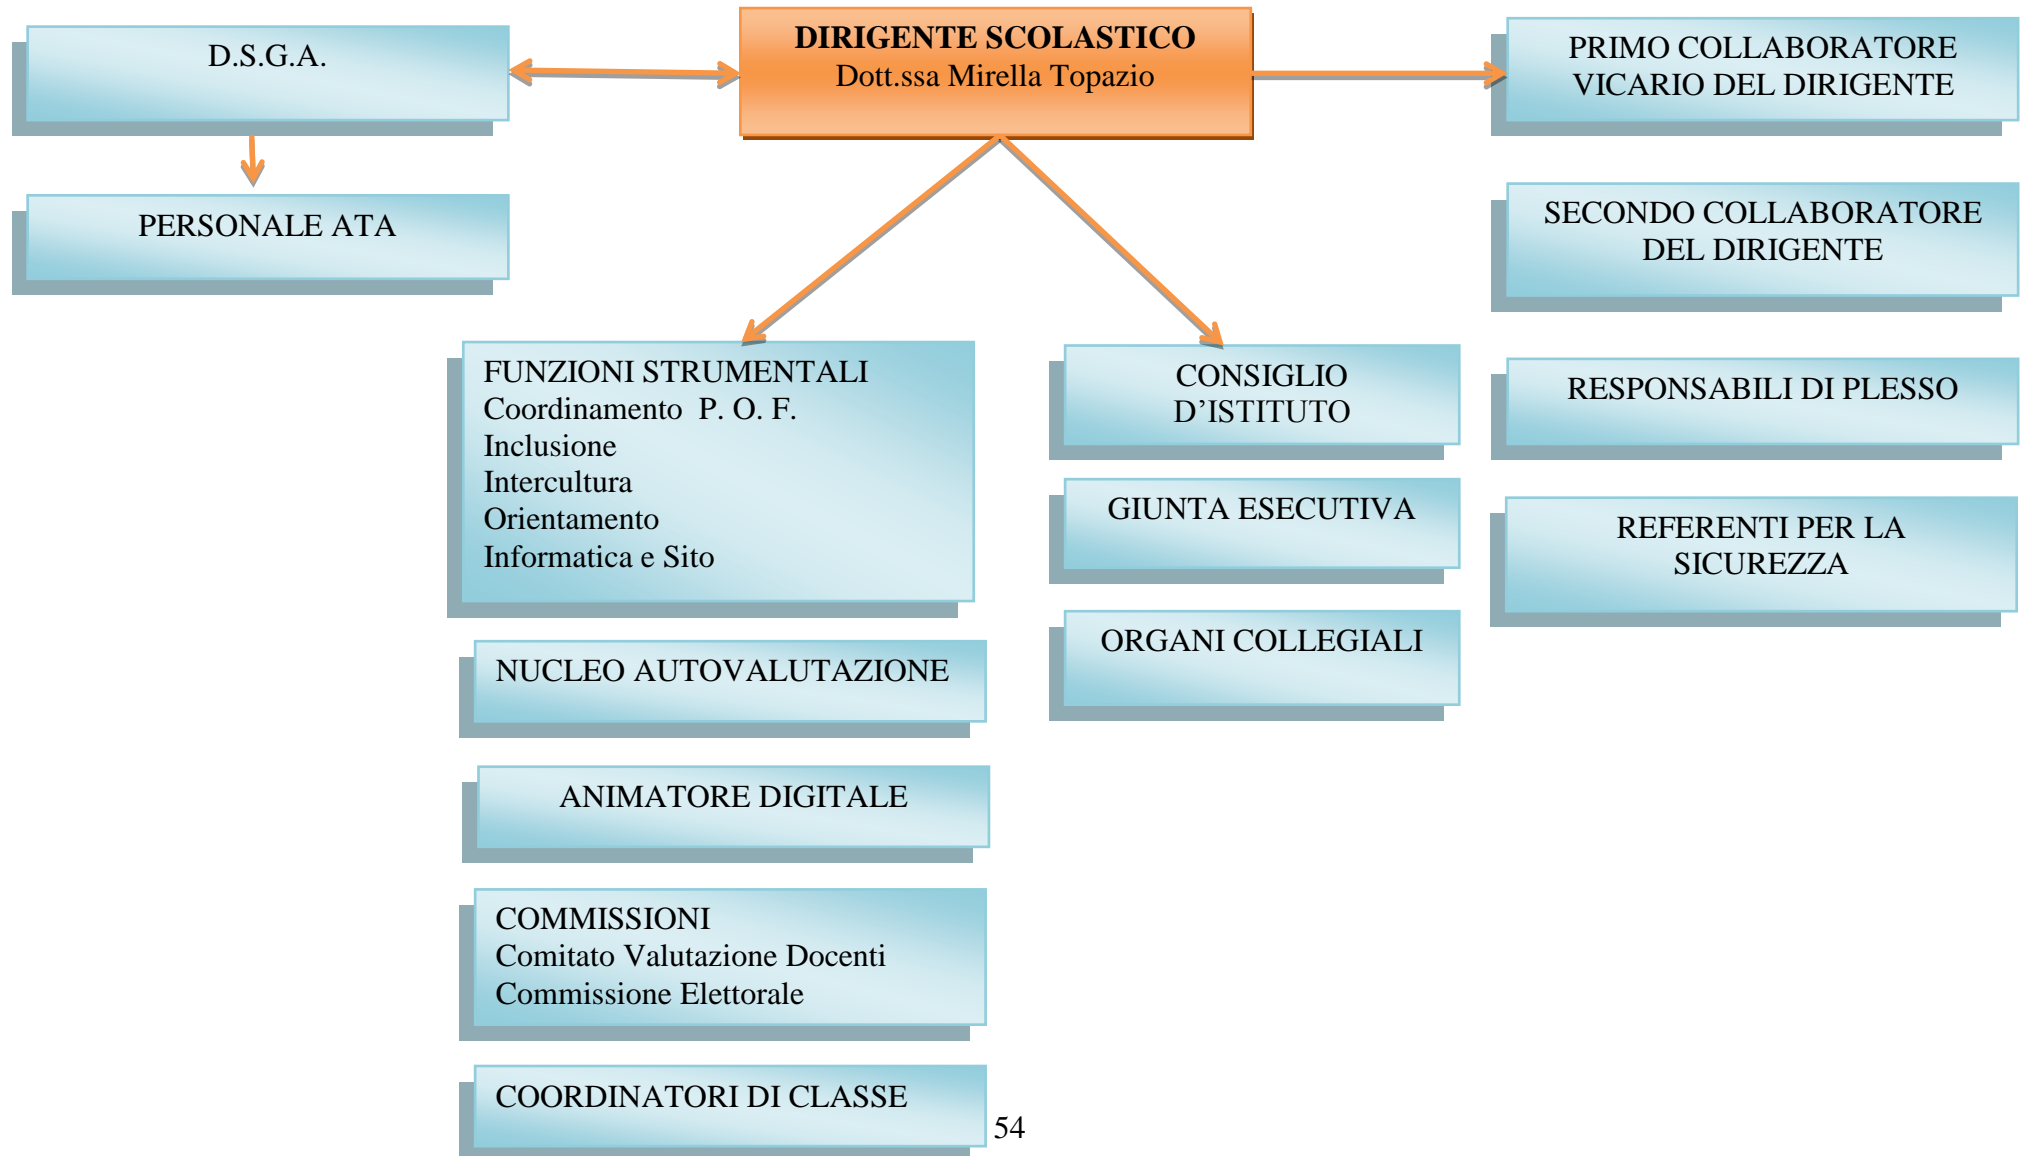 D.S.G.A.
DIRIGENTE SCOLASTICO
Dott.ssa Mirella Topazio
PRIMO COLLABORATORE
VICARIO DEL DIRIGENTE
PERSONALE ATA
SECONDO COLLABORATORE
DEL DIRIGENTE
FUNZIONI STRUMENTALI
Coordinamento P. O. F.
Inclusione
Intercultura
Orientamento
Informatica e Sito
CONSIGLIO
D’ISTITUTO
RESPONSABILI DI PLESSO
GIUNTA ESECUTIVA
REFERENTI PER LA
SICUREZZA
ORGANI COLLEGIALI
NUCLEO AUTOVALUTAZIONE
ANIMATORE DIGITALE
COMMISSIONI
Comitato Valutazione Docenti
Commissione Elettorale
COORDINATORI DI CLASSE
54